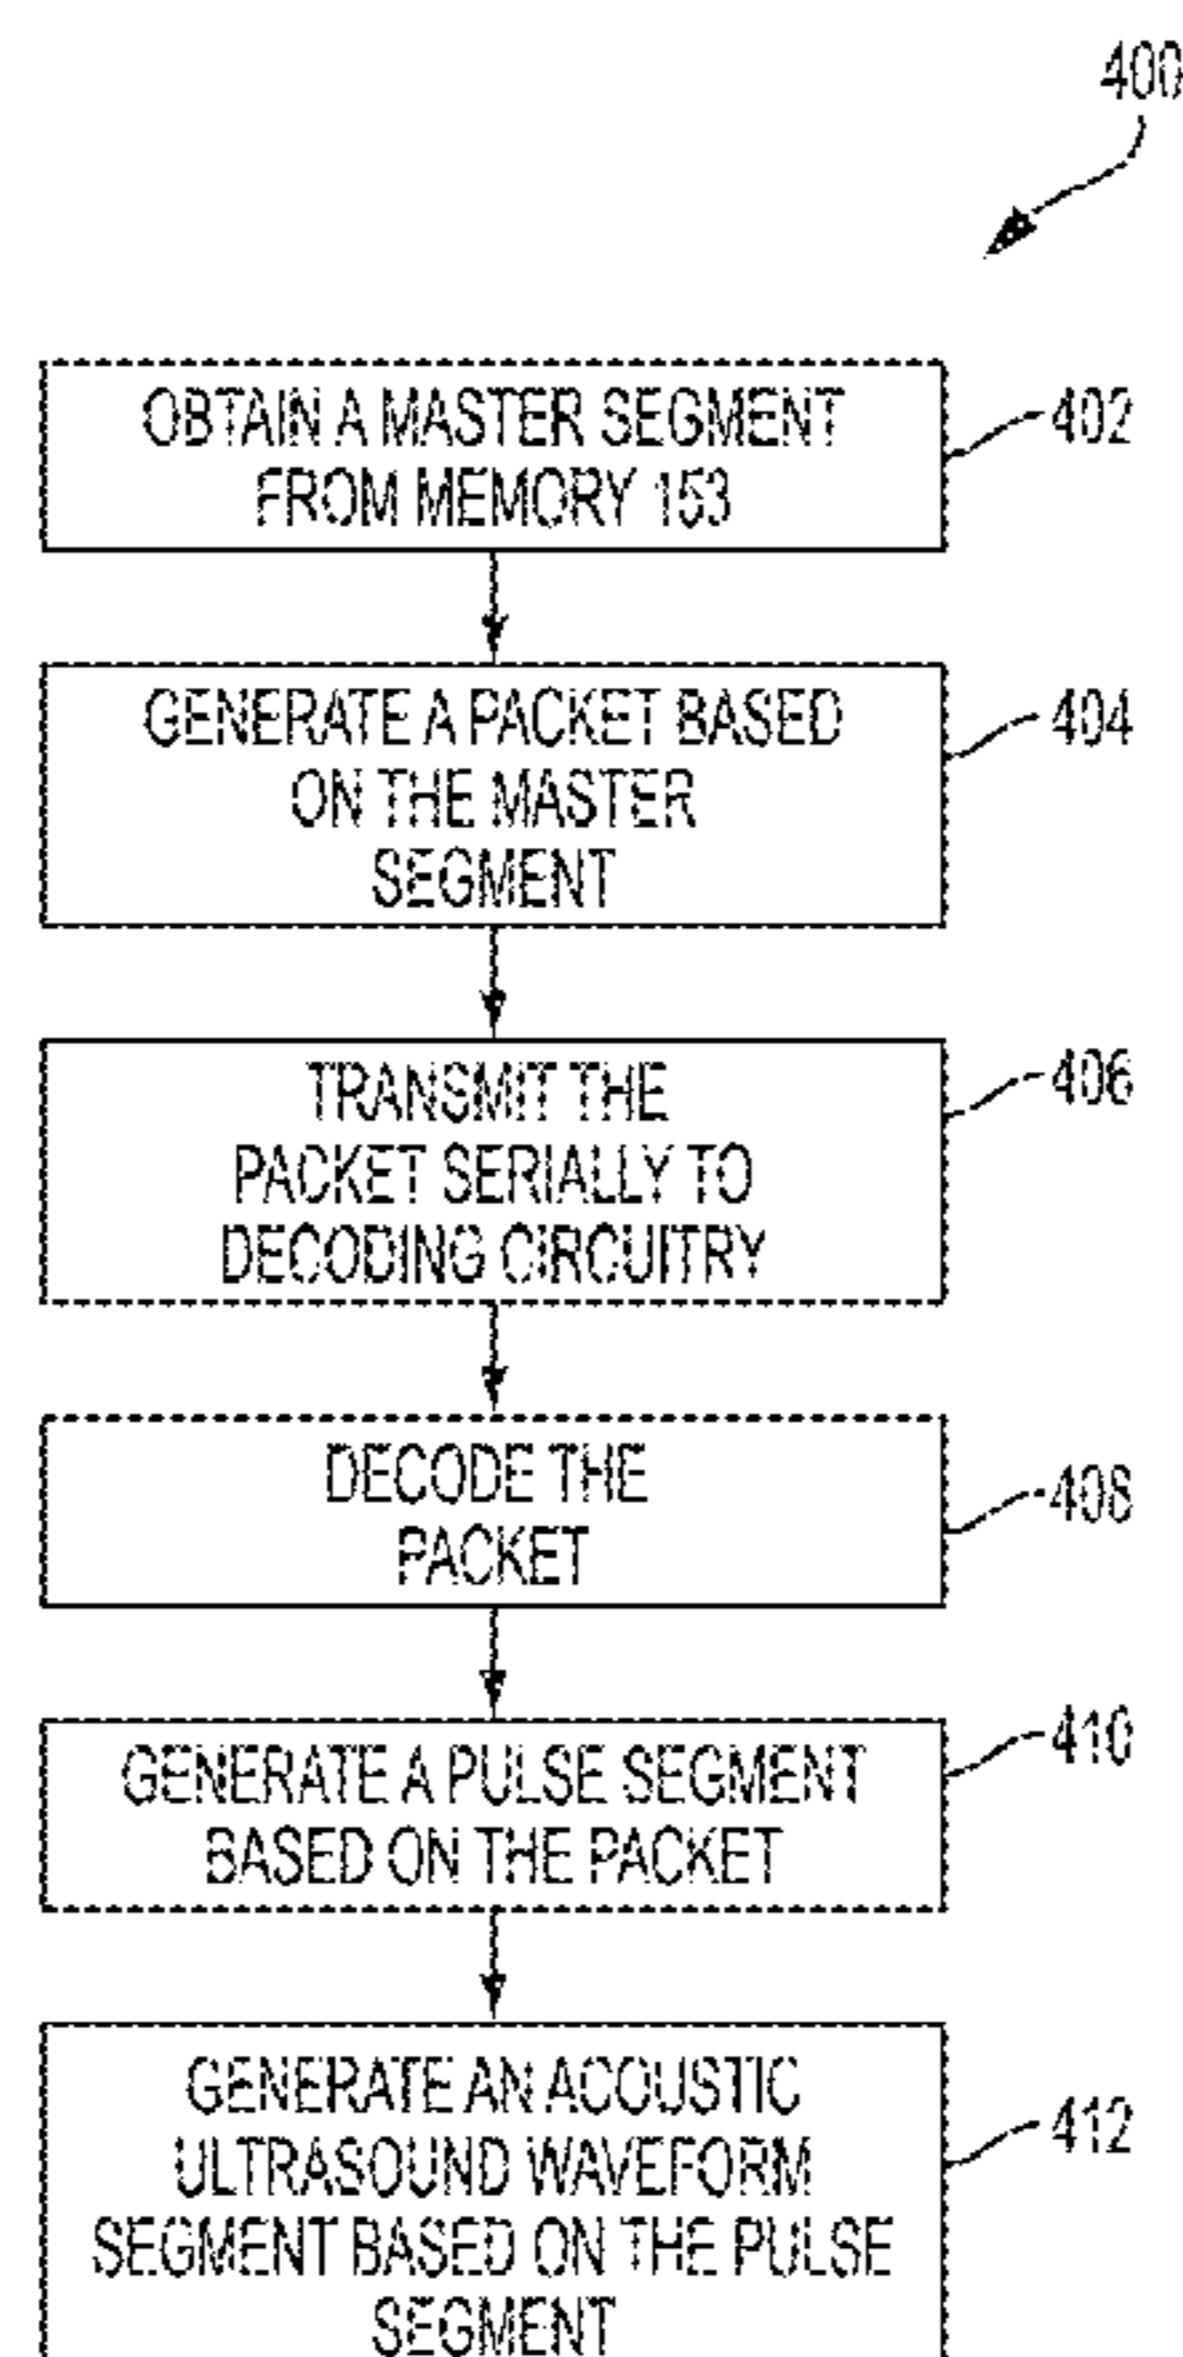 400
OBTAIN A MASTER SEGMENT
FROM MEMORY 153
402
GENERATE A PACKET BASED
ON THE MASTER
SEGMENT
404
TRANSMIT THE
PACKET SERIALLY TO
DECODING CIRCUITRY
406
DECODE THE
PACKET
408
GENERATE A PULSE SEGMENT
BASED ON THE PACKET
410
GENERATE AN ACOUSTIC
ULTRASOUND WAVEFORM
SEGMENT BASED ON THE PULSE
SEGMENT
412